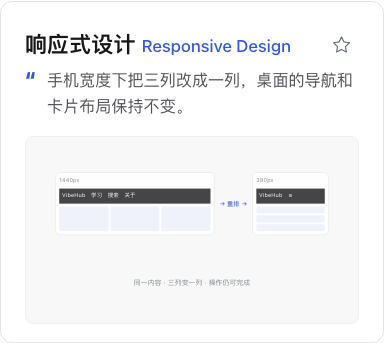 响应式设计 Responsive Design
“ 手机宽度下把三列改成一列，桌面的导航和
卡片布局保持不变。
1440px
VibeHub 学习 搜索 关于
→ 重排 →
390px
VibeHub ≡
同一内容 · 三列变一列 · 操作仍可完成